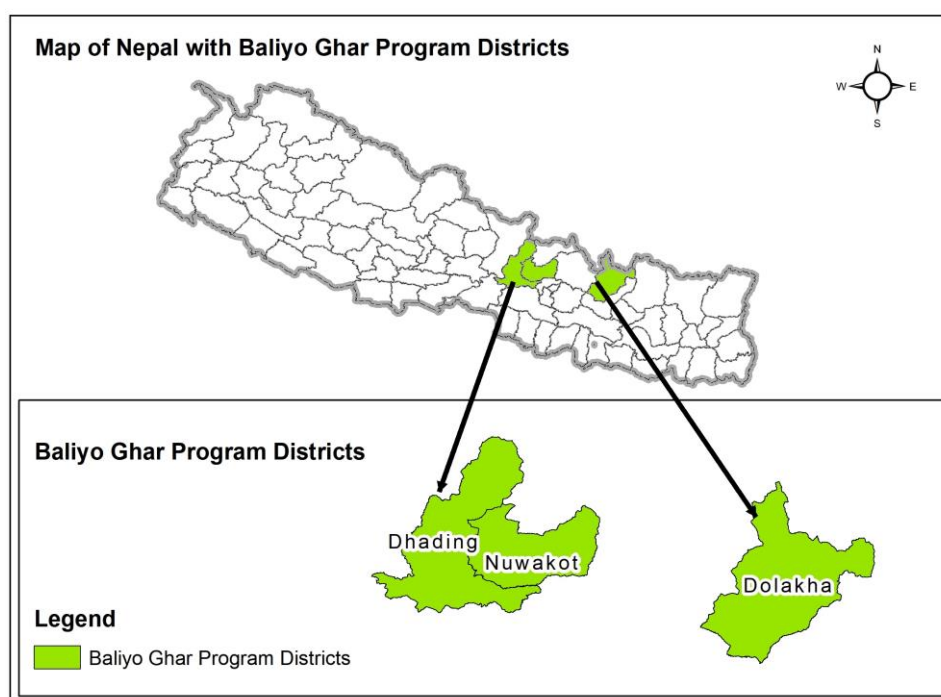 Map of Nepal with Baliyo Ghar Program Districts
N
W
E
S
Baliyo Ghar Program Districts
Dhading
Nuwakot
Dolakha
Legend
Baliyo Ghar Program Districts